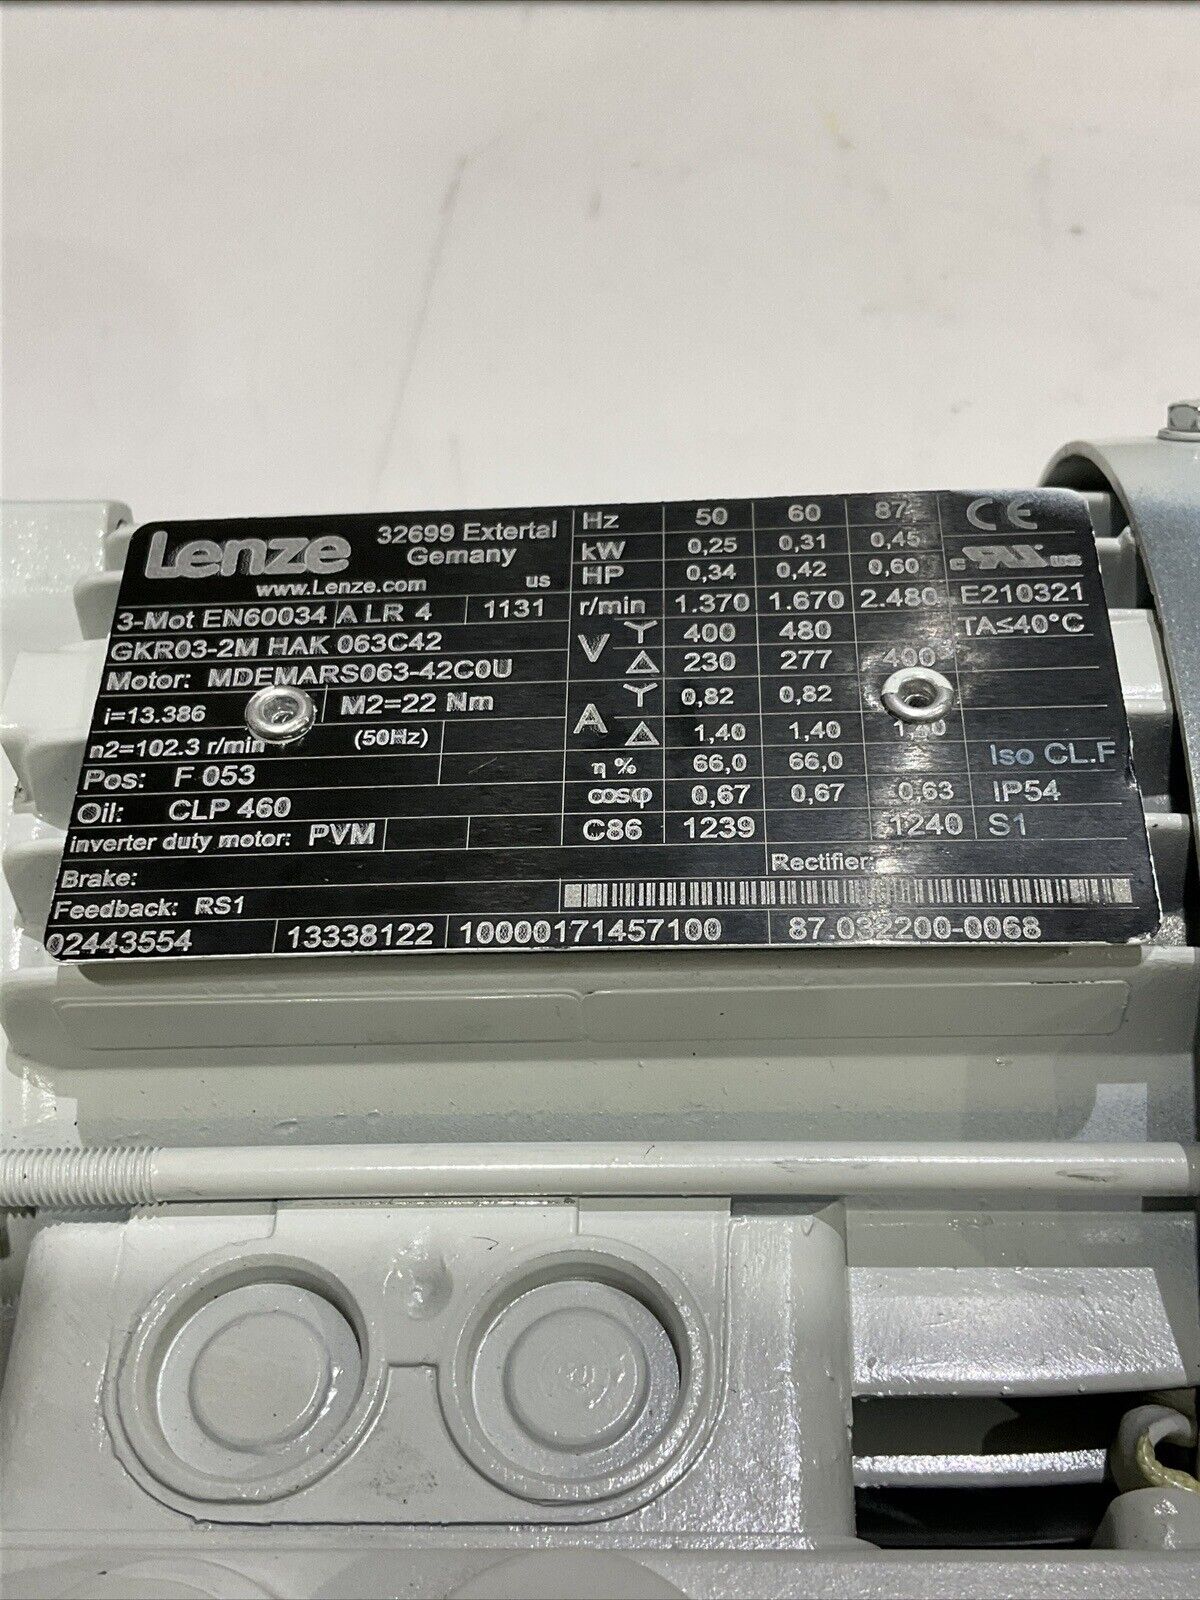 Lenze
32699 Extertal
Gemany
www.Lenze.com us
3-Mot EN60034 A LR 4 1131
GKR03-2M HAK 063C42
Motor: MDEMARS063-42C0U
i=13.386 M2=22 Nm
n2=102.3 r/min (50Hz)
Pos: F 053
Oil: CLP 460
inverter duty motor: PVM
Brake:
Feedback: RS1
Hz 50 60 87
kW 0,25 0,31 0,45
HP 0,34 0,42 0,60
r/min 1.370 1.670 2.480
V Y 400 480
△ 230 277 400
A Y 0,82 0,82
△ 1,40 1,40
η % 66,0 66,0
cosφ 0,67 0,67 0,63
C86 1239 1240
CE
c us
E210321
TA≤40°C
Iso CL.F
IP54
S1
Rectifier:
02443554 13338122 10000171457100 87.032200-0068